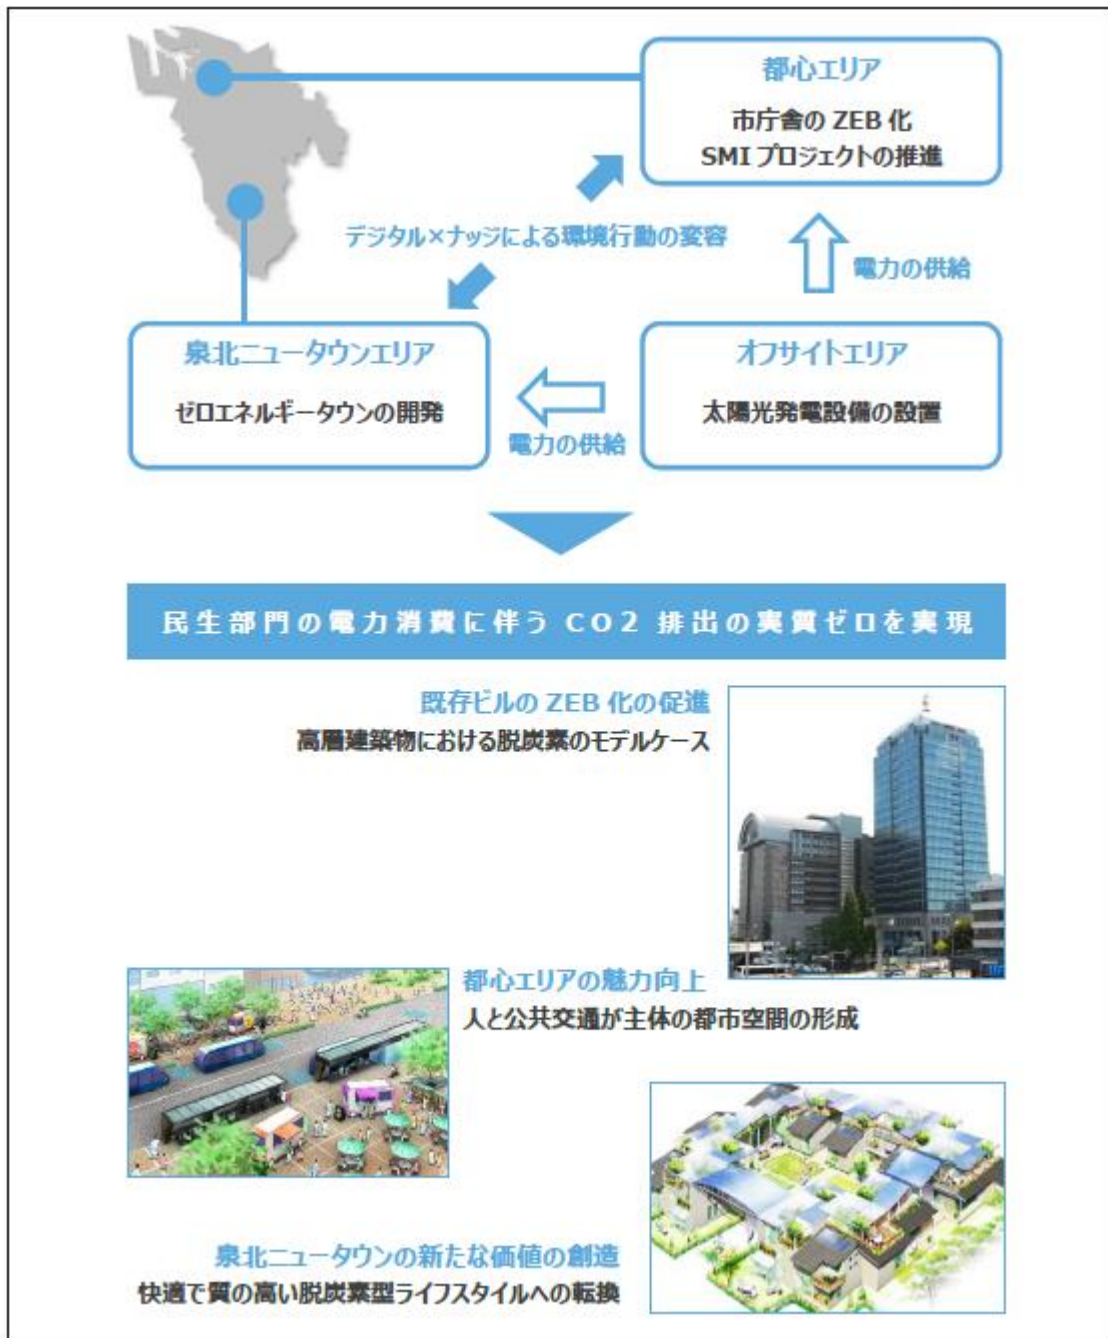 都心エリア
市庁舎の ZEB 化
SMI プロジェクトの推進
デジタル×ナッジによる環境行動の変容
電力の供給
泉北ニュータウンエリア
ゼロエネルギータウンの開発
電力の供給
オフサイトエリア
太陽光発電設備の設置
民生部門の電力消費に伴う CO2 排出の実質ゼロを実現
既存ビルの ZEB 化の促進
高層建築物における脱炭素のモデルケース
都心エリアの魅力向上
人と公共交通が主体の都市空間の形成
泉北ニュータウンの新たな価値の創造
快適で質の高い脱炭素型ライフスタイルへの転換